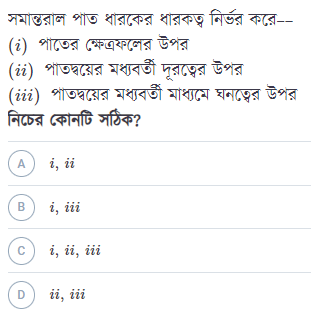 সমান্তরাল পাত ধারকের ধারকত্ব নির্ভর করে--
(i) পাতের ক্ষেত্রফলের উপর
(ii) পাতদ্বয়ের মধ্যবর্তী দূরত্বের উপর
(iii) পাতদ্বয়ের মধ্যবর্তী মাধ্যমে ঘনত্বের উপর
নিচের কোনটি সঠিক?
A i, ii
B i, iii
C i, ii, iii
D ii, iii